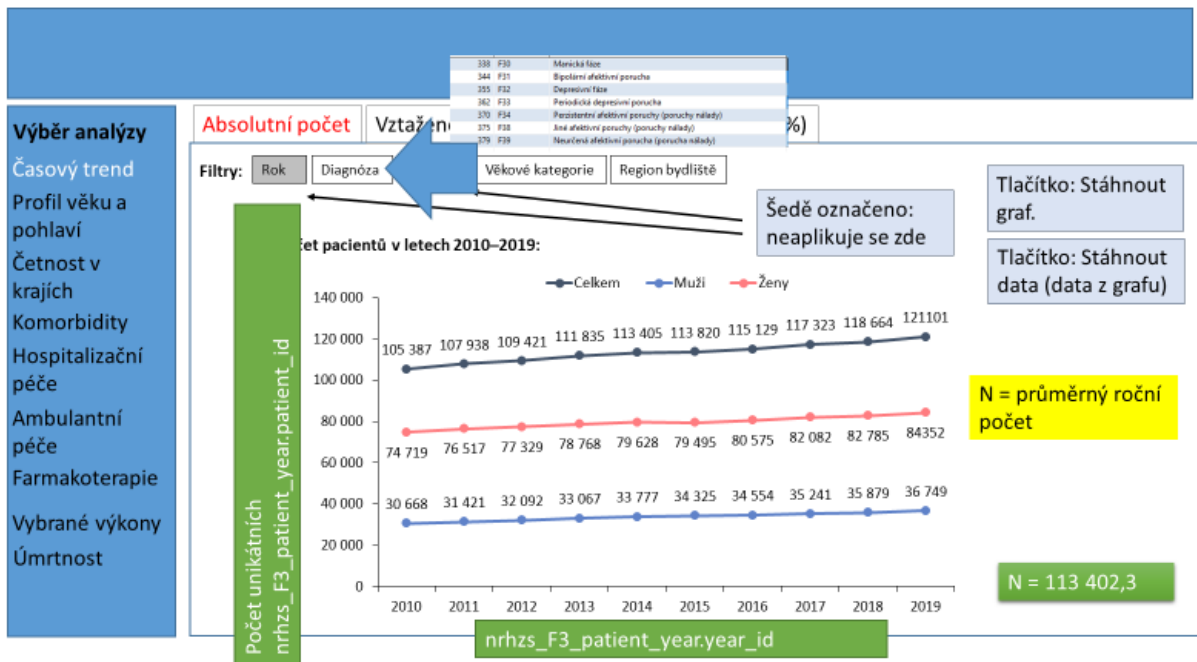 338 F30 Manická fáze
344 F31 Bipolární afektivní porucha
355 F32 Depresivní fáze
362 F33 Periodická depresivní porucha
370 F34 Perzistentní afektivní poruchy (poruchy nálady)
375 F38 Jiné afektivní poruchy (poruchy nálady)
379 F39 Neurčená afektivní porucha (porucha nálady)
Výběr analýzy
Časový trend
Profil věku a
pohlaví
Četnost v
krajích
Komorbidity
Hospitalizační
péče
Ambulantní
péče
Farmakoterapie
Vybrané výkony
Úmrtnost
Absolutní počet
%)
Filtry: Rok Diagnóza Věkové kategorie Region bydliště
Šedě označeno:
neaplikuje se zde
Tlačítko: Stáhnout
graf.
Tlačítko: Stáhnout
data (data z grafu)
pacientů v letech 2010–2019:
Celkem Muži Ženy
140 000
120 000
100 000
80 000
60 000
40 000
20 000
0
105 387 107 938 109 421 111 835 113 405 113 820 115 129 117 323 118 664 121101
74 719 76 517 77 329 78 768 79 628 79 495 80 575 82 082 82 785 84352
30 668 31 421 32 092 33 067 33 777 34 325 34 554 35 241 35 879 36 749
2010 2011 2012 2013 2014 2015 2016 2017 2018 2019
Počet unikátních
nrhzs_F3_patient_year.patient_id
nrhzs_F3_patient_year.year_id
N = průměrný roční
počet
N = 113 402,3